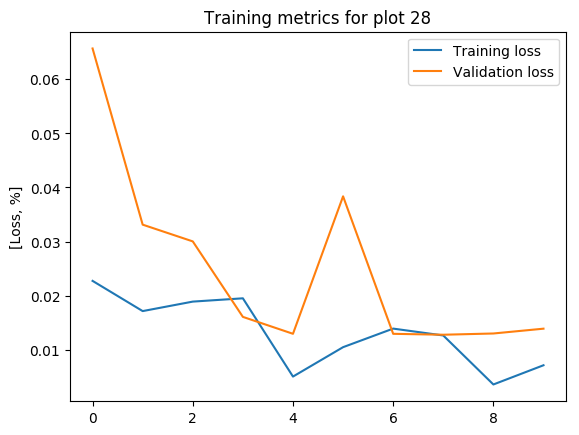 Training metrics for plot 28
Training loss
Validation loss
[Loss, %]
0.06
0.05
0.04
0.03
0.02
0.01
0 2 4 6 8